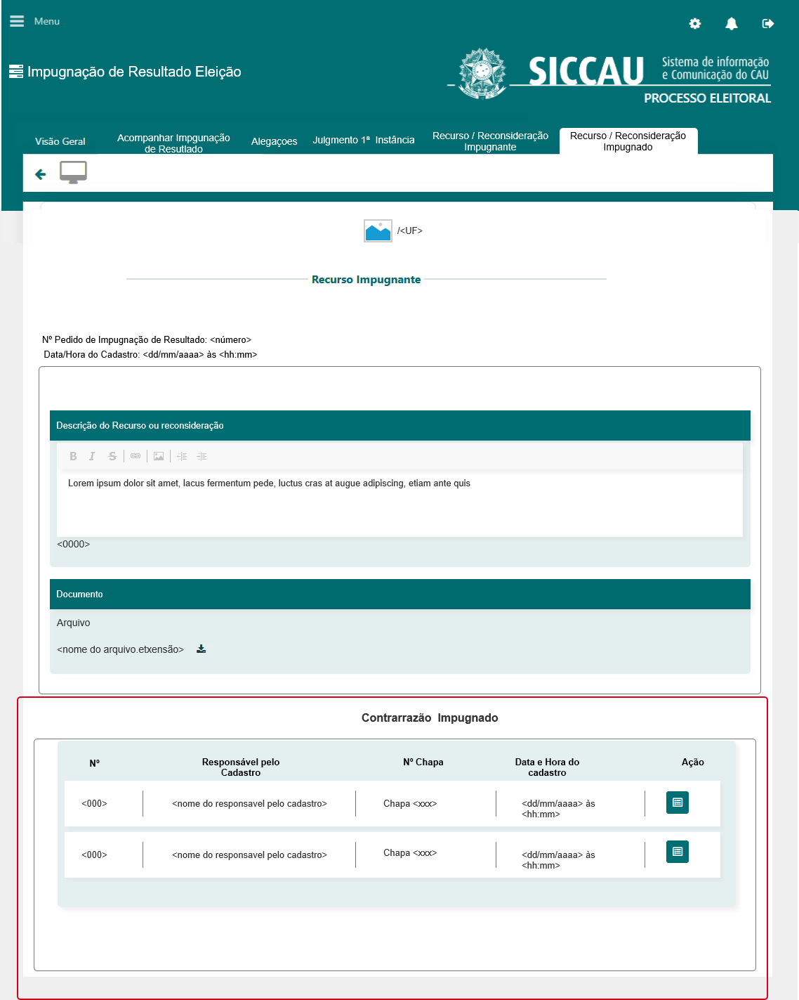 Menu
Impugnação de Resultado Eleição
SICCAU
Sistema de informação
e Comunicação do CAU
PROCESSO ELEITORAL
Visão Geral
Acompanhar Impgunação
de Resutlado
Alegaçoes
Julgmento 1ª Instância
Recurso / Reconsideração
Impugnante
Recurso / Reconsideração
Impugnado
/<UF>
Recurso Impugnante
Nº Pedido de Impugnação de Resultado: <número>
Data/Hora do Cadastro: <dd/mm/aaaa> às <hh:mm>
Descrição do Recurso ou reconsideração
B I S
Lorem ipsum dolor sit amet, lacus fermentum pede, luctus cras at augue adipiscing, etiam ante quis
<0000>
Documento
Arquivo
<nome do arquivo.etxensão>
Contrarrazão Impugnado
Nº
Responsável pelo
Cadastro
Nº Chapa
Data e Hora do
cadastro
Ação
<000>
<nome do responsavel pelo cadastro>
Chapa <xxx>
<dd/mm/aaaa> às
<hh:mm>
<000>
<nome do responsavel pelo cadastro>
Chapa <xxx>
<dd/mm/aaaa> às
<hh:mm>